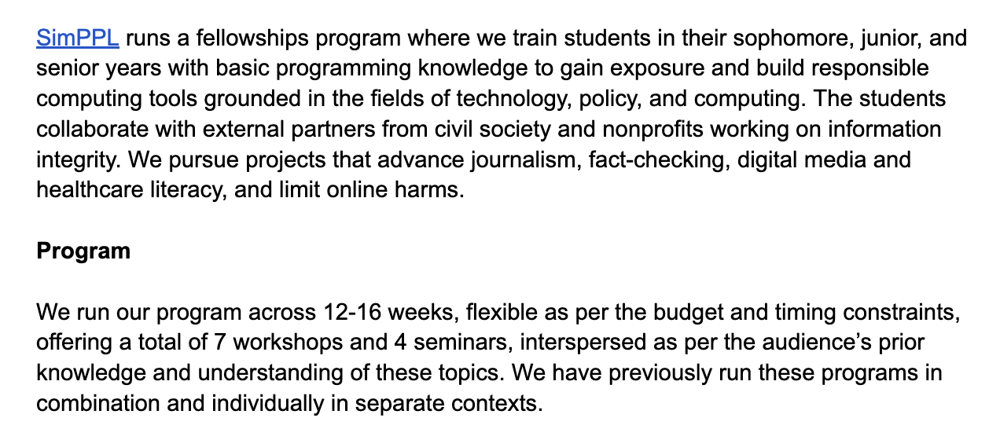 SimPPL runs a fellowships program where we train students in their sophomore, junior, and
senior years with basic programming knowledge to gain exposure and build responsible
computing tools grounded in the fields of technology, policy, and computing. The students
collaborate with external partners from civil society and nonprofits working on information
integrity. We pursue projects that advance journalism, fact-checking, digital media and
healthcare literacy, and limit online harms.
Program
We run our program across 12-16 weeks, flexible as per the budget and timing constraints,
offering a total of 7 workshops and 4 seminars, interspersed as per the audience’s prior
knowledge and understanding of these topics. We have previously run these programs in
combination and individually in separate contexts.